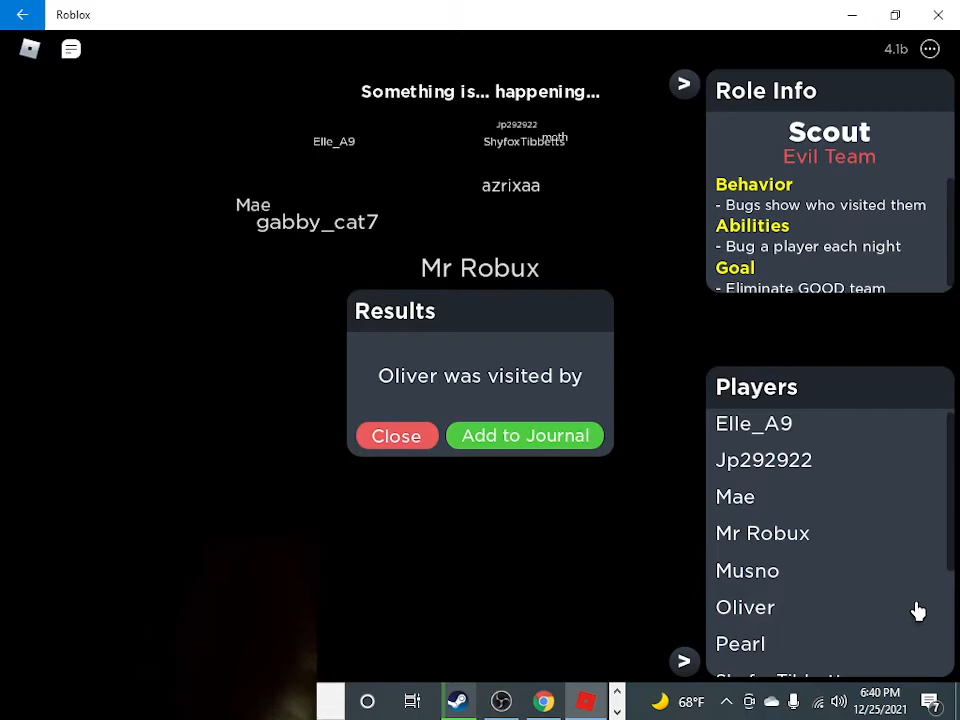 Roblox
4.1b
Something is... happening...
Jp292922
moth
Elle_A9
ShyfoxTibbetts
azrixaa
Mae
gabby_cat7
Mr Robux
Results
Oliver was visited by
Close
Add to Journal
>
Role Info
Scout
Evil Team
Behavior
- Bugs show who visited them
Abilities
- Bug a player each night
Goal
- Eliminate GOOD team
Players
Elle_A9
Jp292922
Mae
Mr Robux
Musno
Oliver
Pearl
ShyfoxTibbetts
>
68°F
6:40 PM
12/25/2021
7